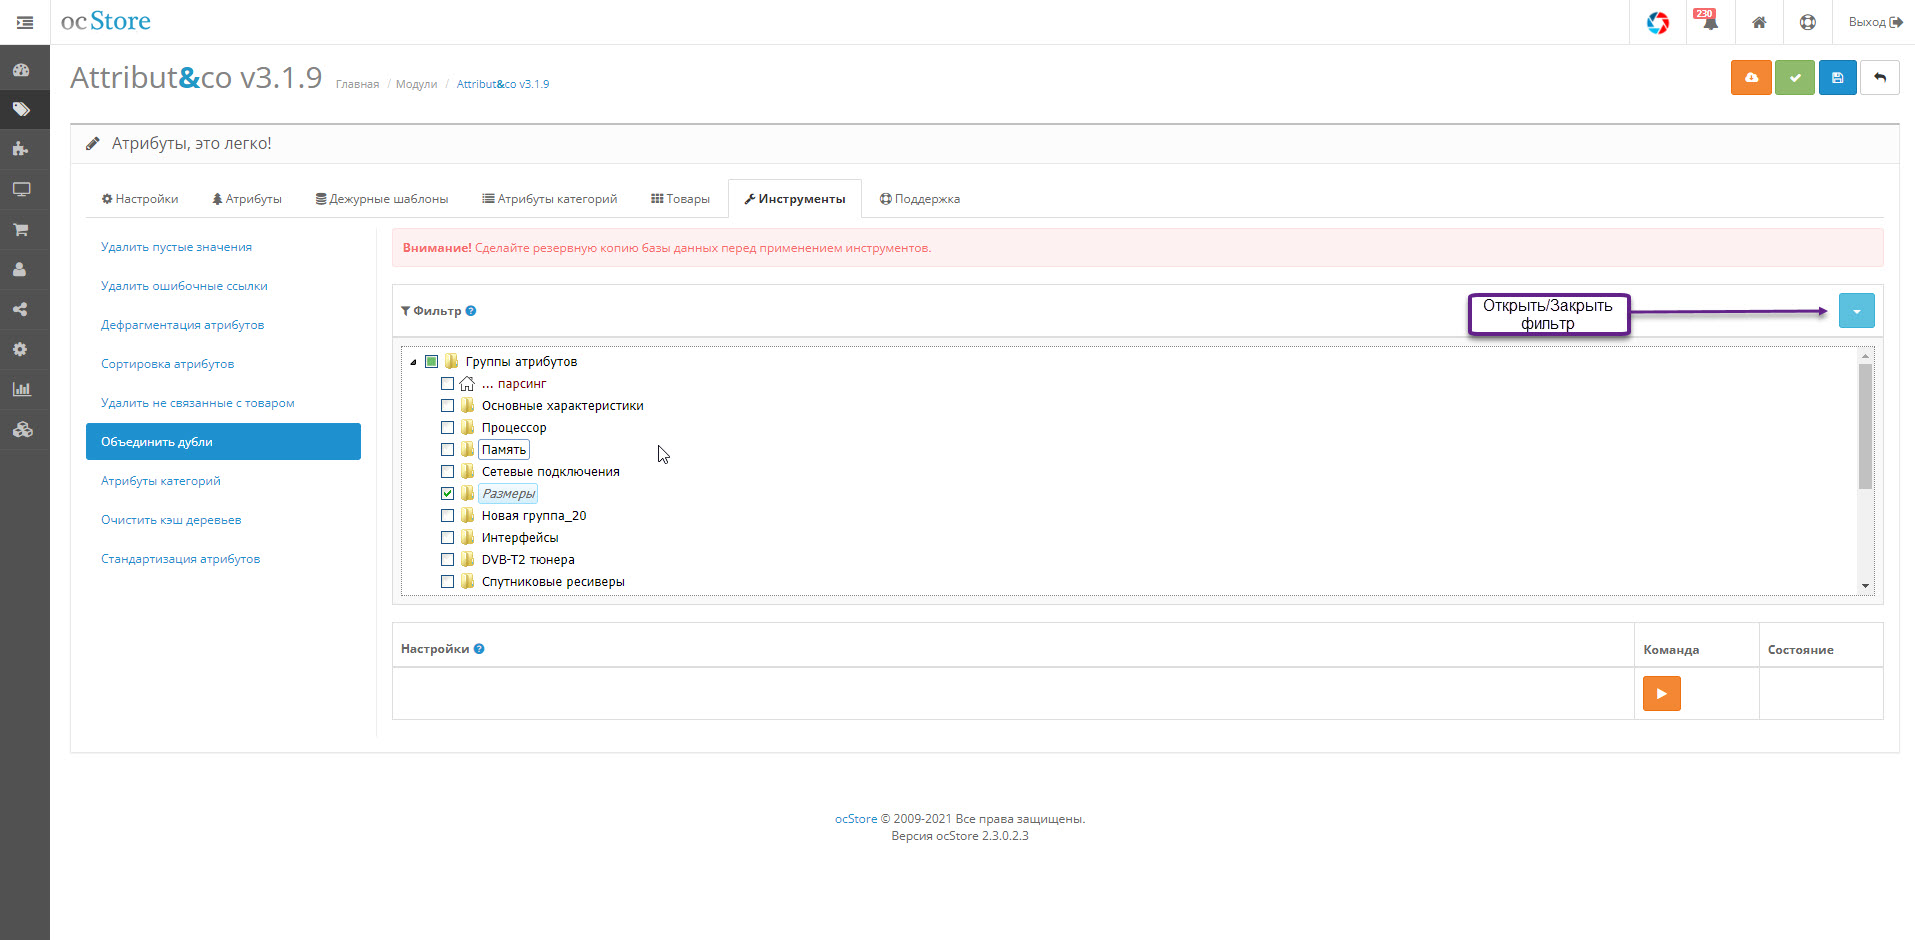 ocStore
230
Выход
Attribut&co v3.1.9
Главная / Модули / Attribut&co v3.1.9
Атрибуты, это легко!
Настройки
Атрибуты
Дежурные шаблоны
Атрибуты категорий
Товары
Инструменты
Поддержка
Удалить пустые значения
Удалить ошибочные ссылки
Дефрагментация атрибутов
Сортировка атрибутов
Удалить не связанные с товаром
Объединить дубли
Атрибуты категорий
Очистить кэш деревьев
Стандартизация атрибутов
Внимание! Сделайте резервную копию базы данных перед применением инструментов.
Фильтр
Открыть/Закрыть
фильтр
Группы атрибутов
... парсинг
Основные характеристики
Процессор
Память
Сетевые подключения
Размеры
Новая группа_20
Интерфейсы
DVB-T2 тюнера
Спутниковые ресиверы
Настройки
Команда
Состояние
ocStore © 2009-2021 Все права защищены.
Версия ocStore 2.3.0.2.3